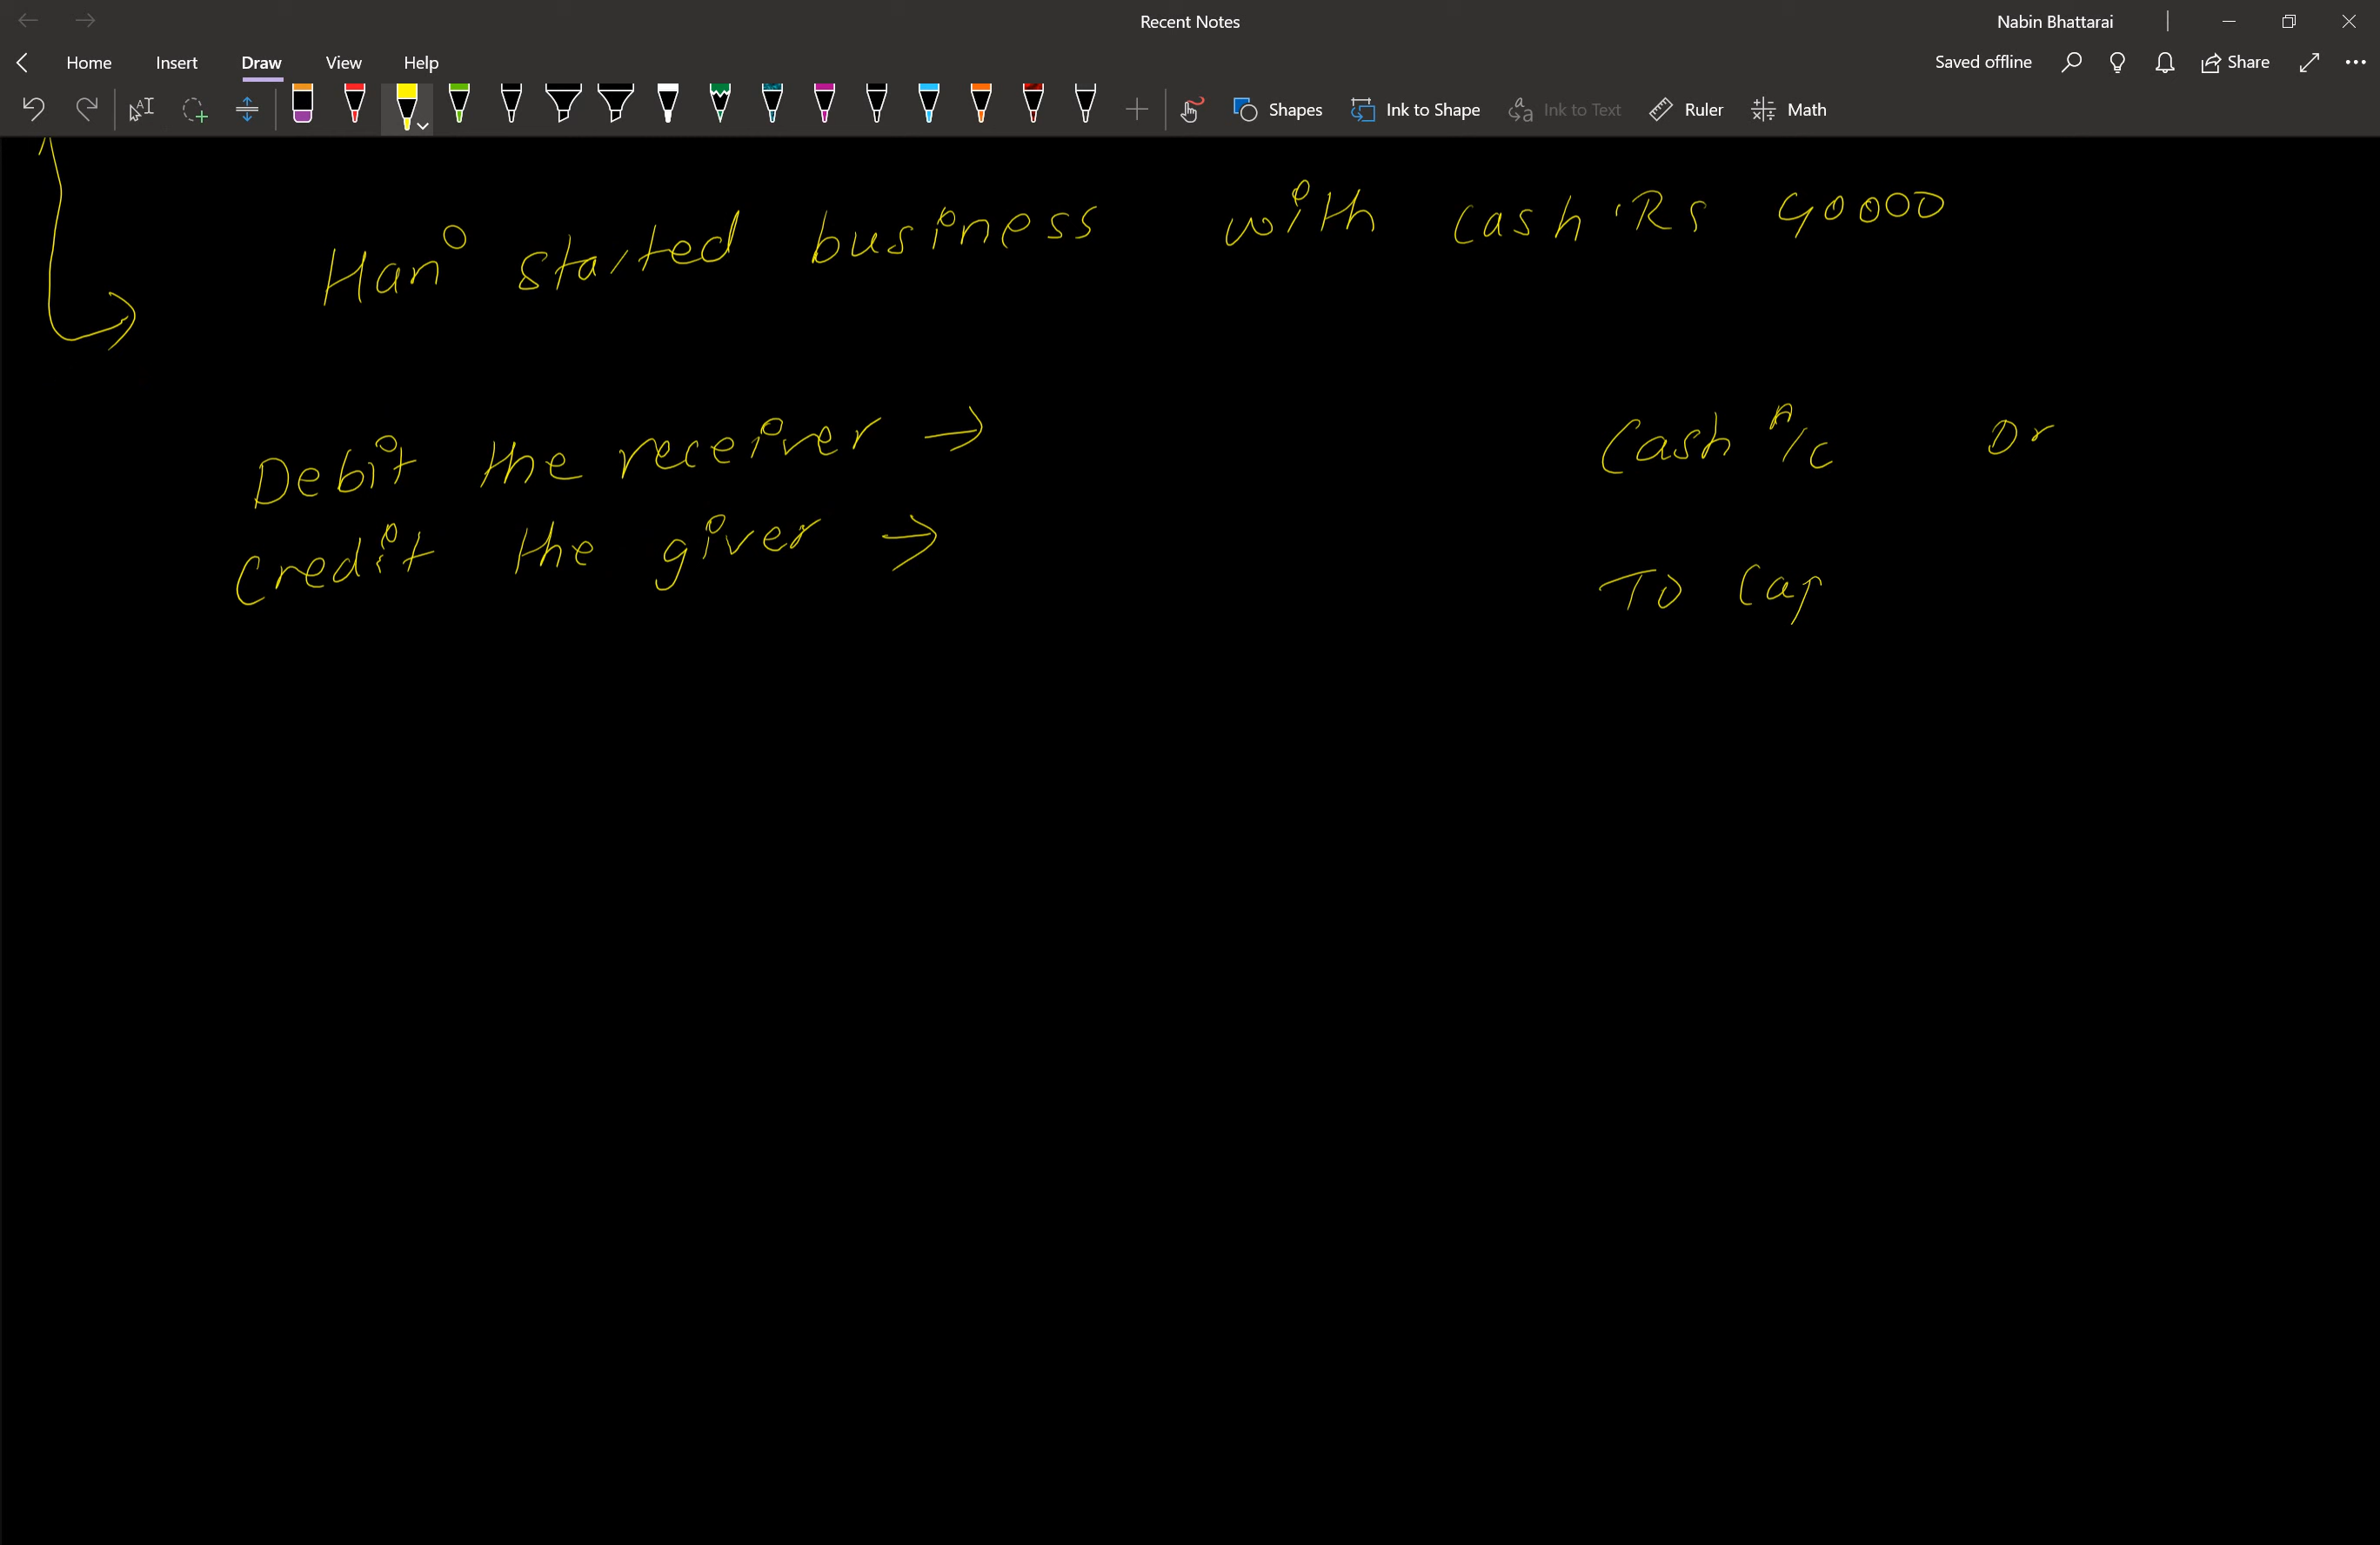 Recent Notes
Nabin Bhattarai
Home Insert Draw View Help
Saved offline
Share
Shapes Ink to Shape Ink to Text Ruler Math
Hari started business with cash Rs 40000
Debit the receiver → Cash A/c Dr
Credit the giver → To Cap